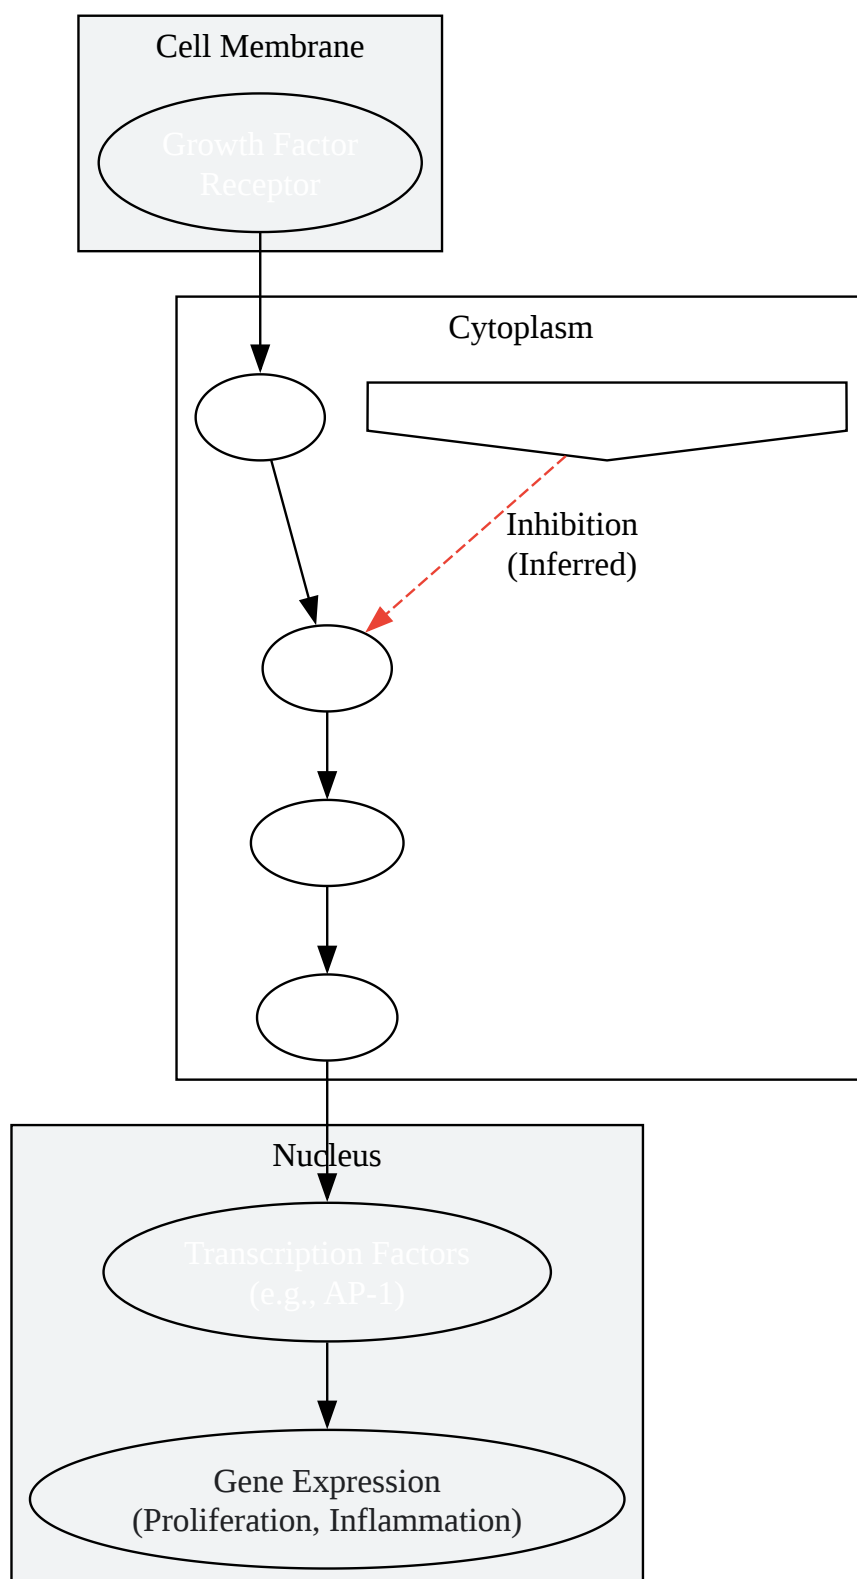 Cell Membrane
Growth Factor
Receptor
Cytoplasm
Inhibition
(Inferred)
Nucleus
Transcription Factors
(e.g., AP-1)
Gene Expression
(Proliferation, Inflammation)